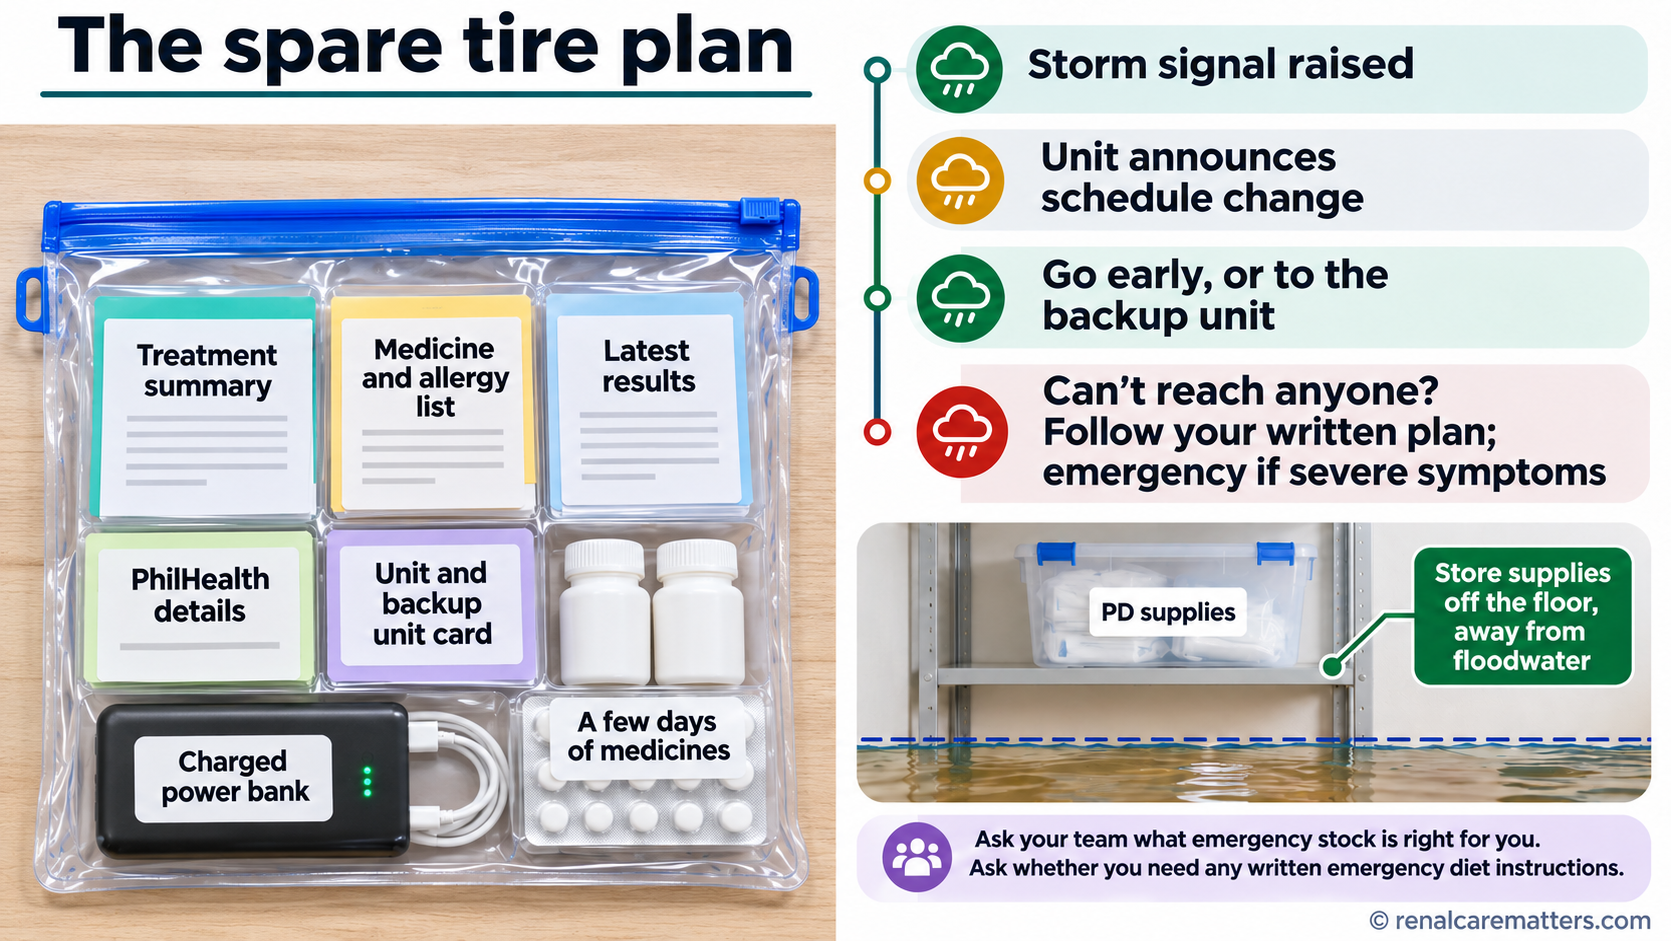 The spare tire plan
Treatment
summary
Medicine
and allergy
list
Latest
results
PhilHealth
details
Unit and
backup
unit card
Charged
power bank
A few days
of medicines
Storm signal raised
Unit announces
schedule change
Go early, or to the
backup unit
Can't reach anyone?
Follow your written plan;
emergency if severe symptoms
PD supplies
Store supplies
off the floor,
away from
floodwater
Ask your team what emergency stock is right for you.
Ask whether you need any written emergency diet instructions.
© renalcarematters.com